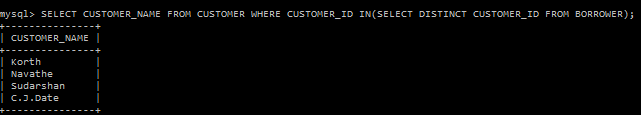 mysql> SELECT CUSTOMER_NAME FROM CUSTOMER WHERE CUSTOMER_ID IN(SELECT DISTINCT CUSTOMER_ID FROM BORROWER);
+---------------+
| CUSTOMER_NAME |
+---------------+
| Korth         |
| Navathe       |
| Sudarshan     |
| C.J.Date      |
+---------------+